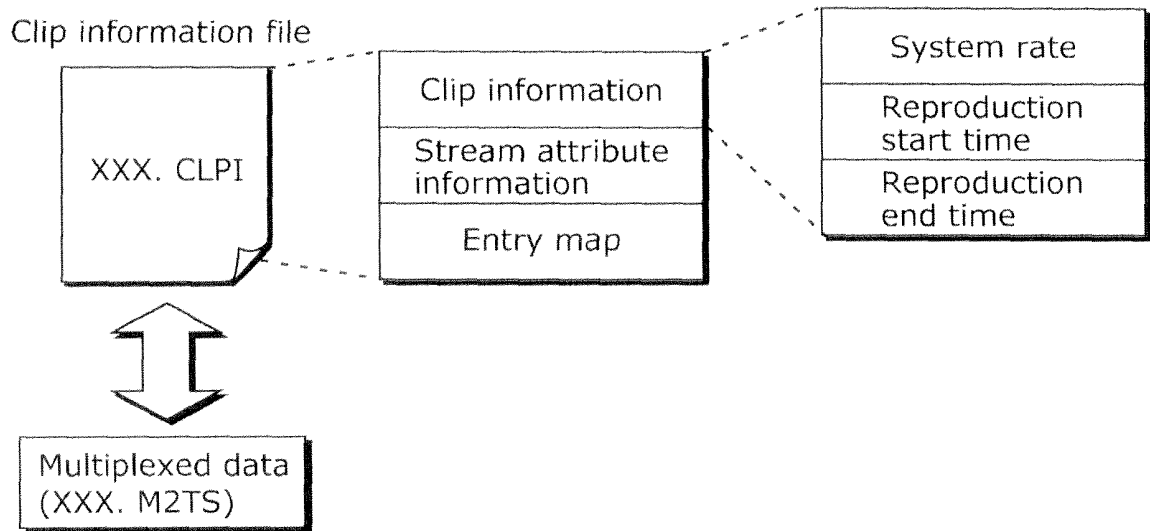 Clip information file
XXX. CLPI
Multiplexed data
(XXX. M2TS)
Clip information
Stream attribute
information
Entry map
System rate
Reproduction
start time
Reproduction
end time